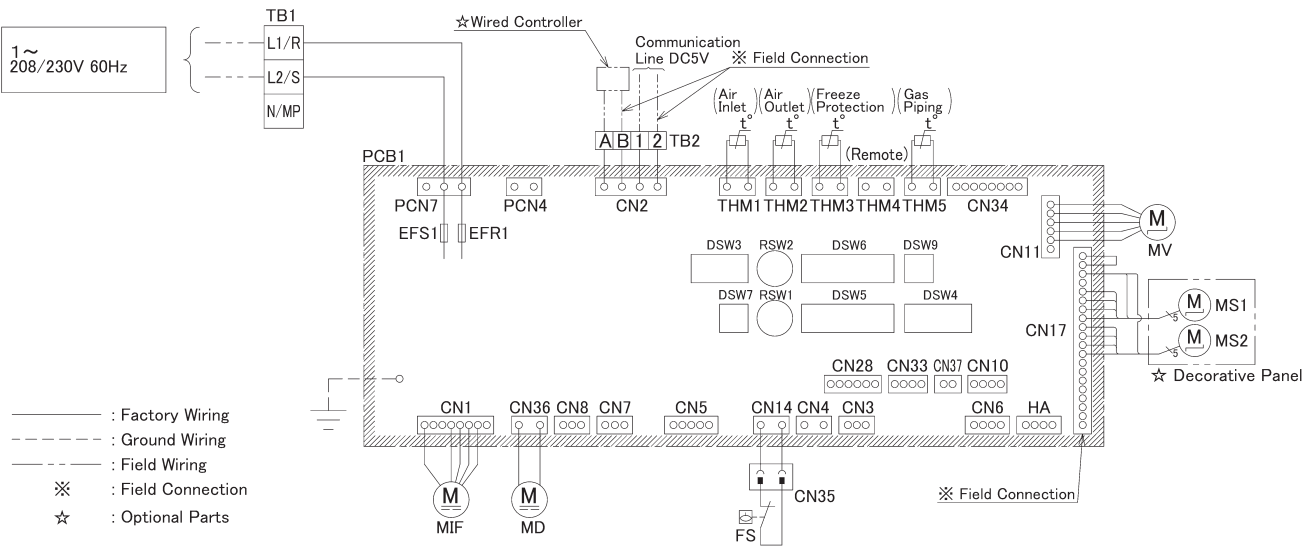 TB1
☆Wired Controller
1～
208/230V 60Hz
L1/R
L2/S
N/MP
Communication
Line DC5V
※ Field Connection
(Air Inlet)
(Air Outlet)
(Freeze Protection)
(Gas Piping)
t° t° t° t°
A B 1 2 TB2
(Remote)
PCB1
PCN7 PCN4 CN2 THM1 THM2 THM3 THM4 THM5 CN34
EFS1 EFR1
CN11
M
MV
DSW3 RSW2 DSW6 DSW9
DSW7 RSW1 DSW5 DSW4
CN17
M MS1
5
M MS2
5
☆ Decorative Panel
CN28 CN33 CN37 CN10
CN1 CN36 CN8 CN7 CN5 CN14 CN4 CN3 CN6 HA
: Factory Wiring
: Ground Wiring
: Field Wiring
※ : Field Connection
☆ : Optional Parts
M
MIF
M
MD
CN35
FS
※ Field Connection